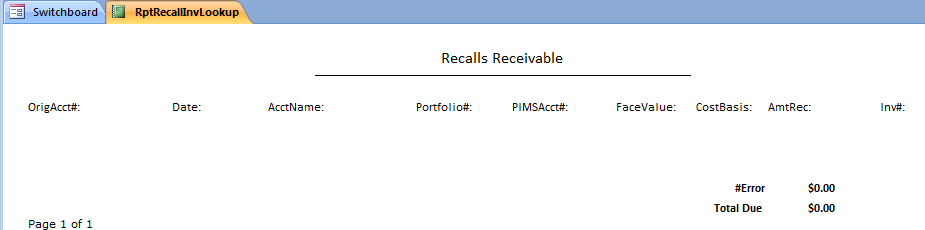 Switchboard RptRecallInvLookup
Recalls Receivable
OrigAcct#: Date: AcctName: Portfolio#: PIMSAcct#: FaceValue: CostBasis: AmtRec: Inv#:
#Error $0.00
Total Due $0.00
Page 1 of 1